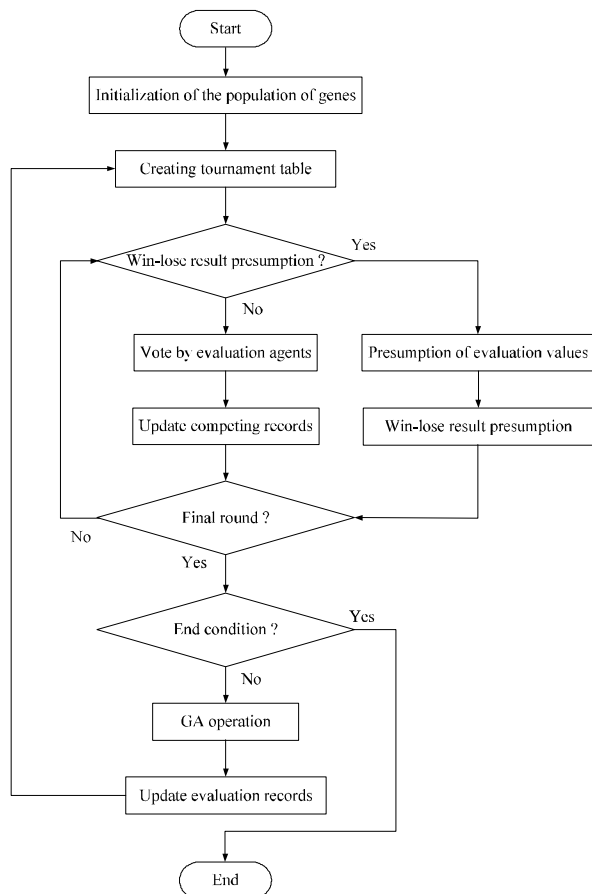 Start
Initialization of the population of genes
Creating tournament table
Win-lose result presumption ?
Yes
No
Vote by evaluation agents
Presumption of evaluation values
Update competing records
Win-lose result presumption
Final round ?
No
Yes
End condition ?
Yes
No
GA operation
Update evaluation records
End